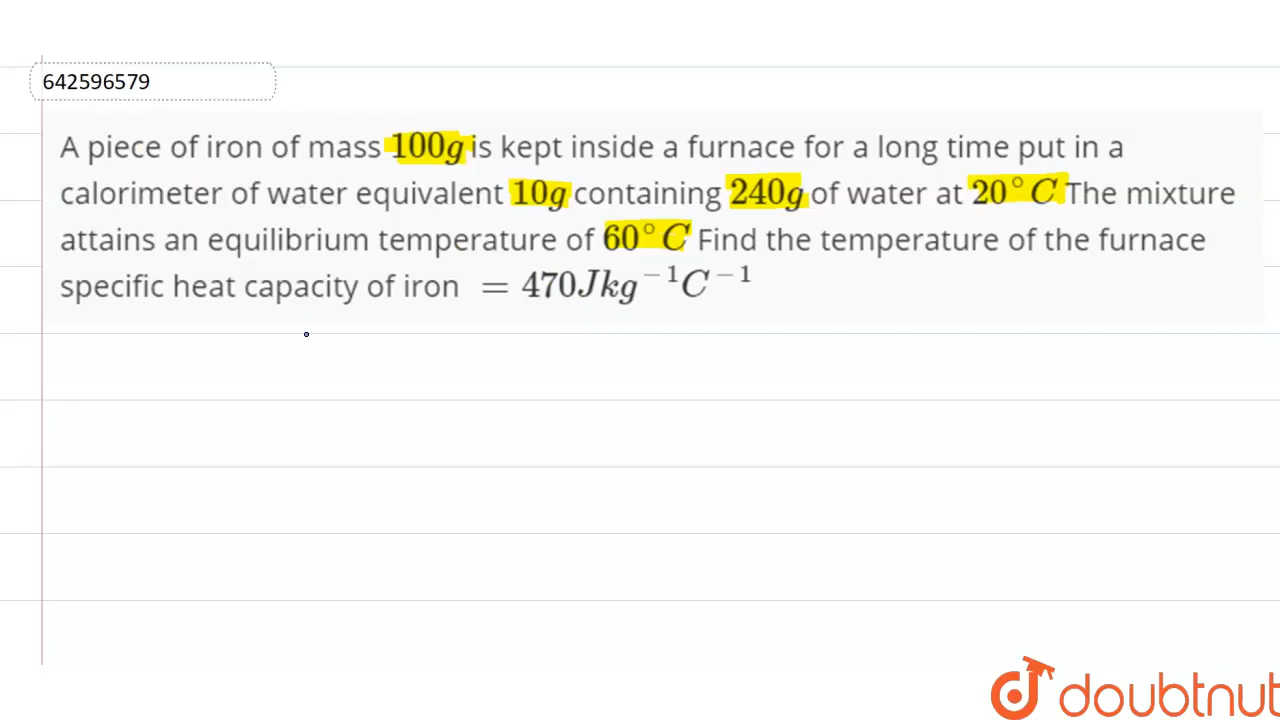 642596579
A piece of iron of mass 100g is kept inside a furnace for a long time put in a
calorimeter of water equivalent 10g containing 240g of water at 20°C The mixture
attains an equilibrium temperature of 60°C Find the temperature of the furnace
specific heat capacity of iron = 470Jkg⁻¹C⁻¹
doubtnut